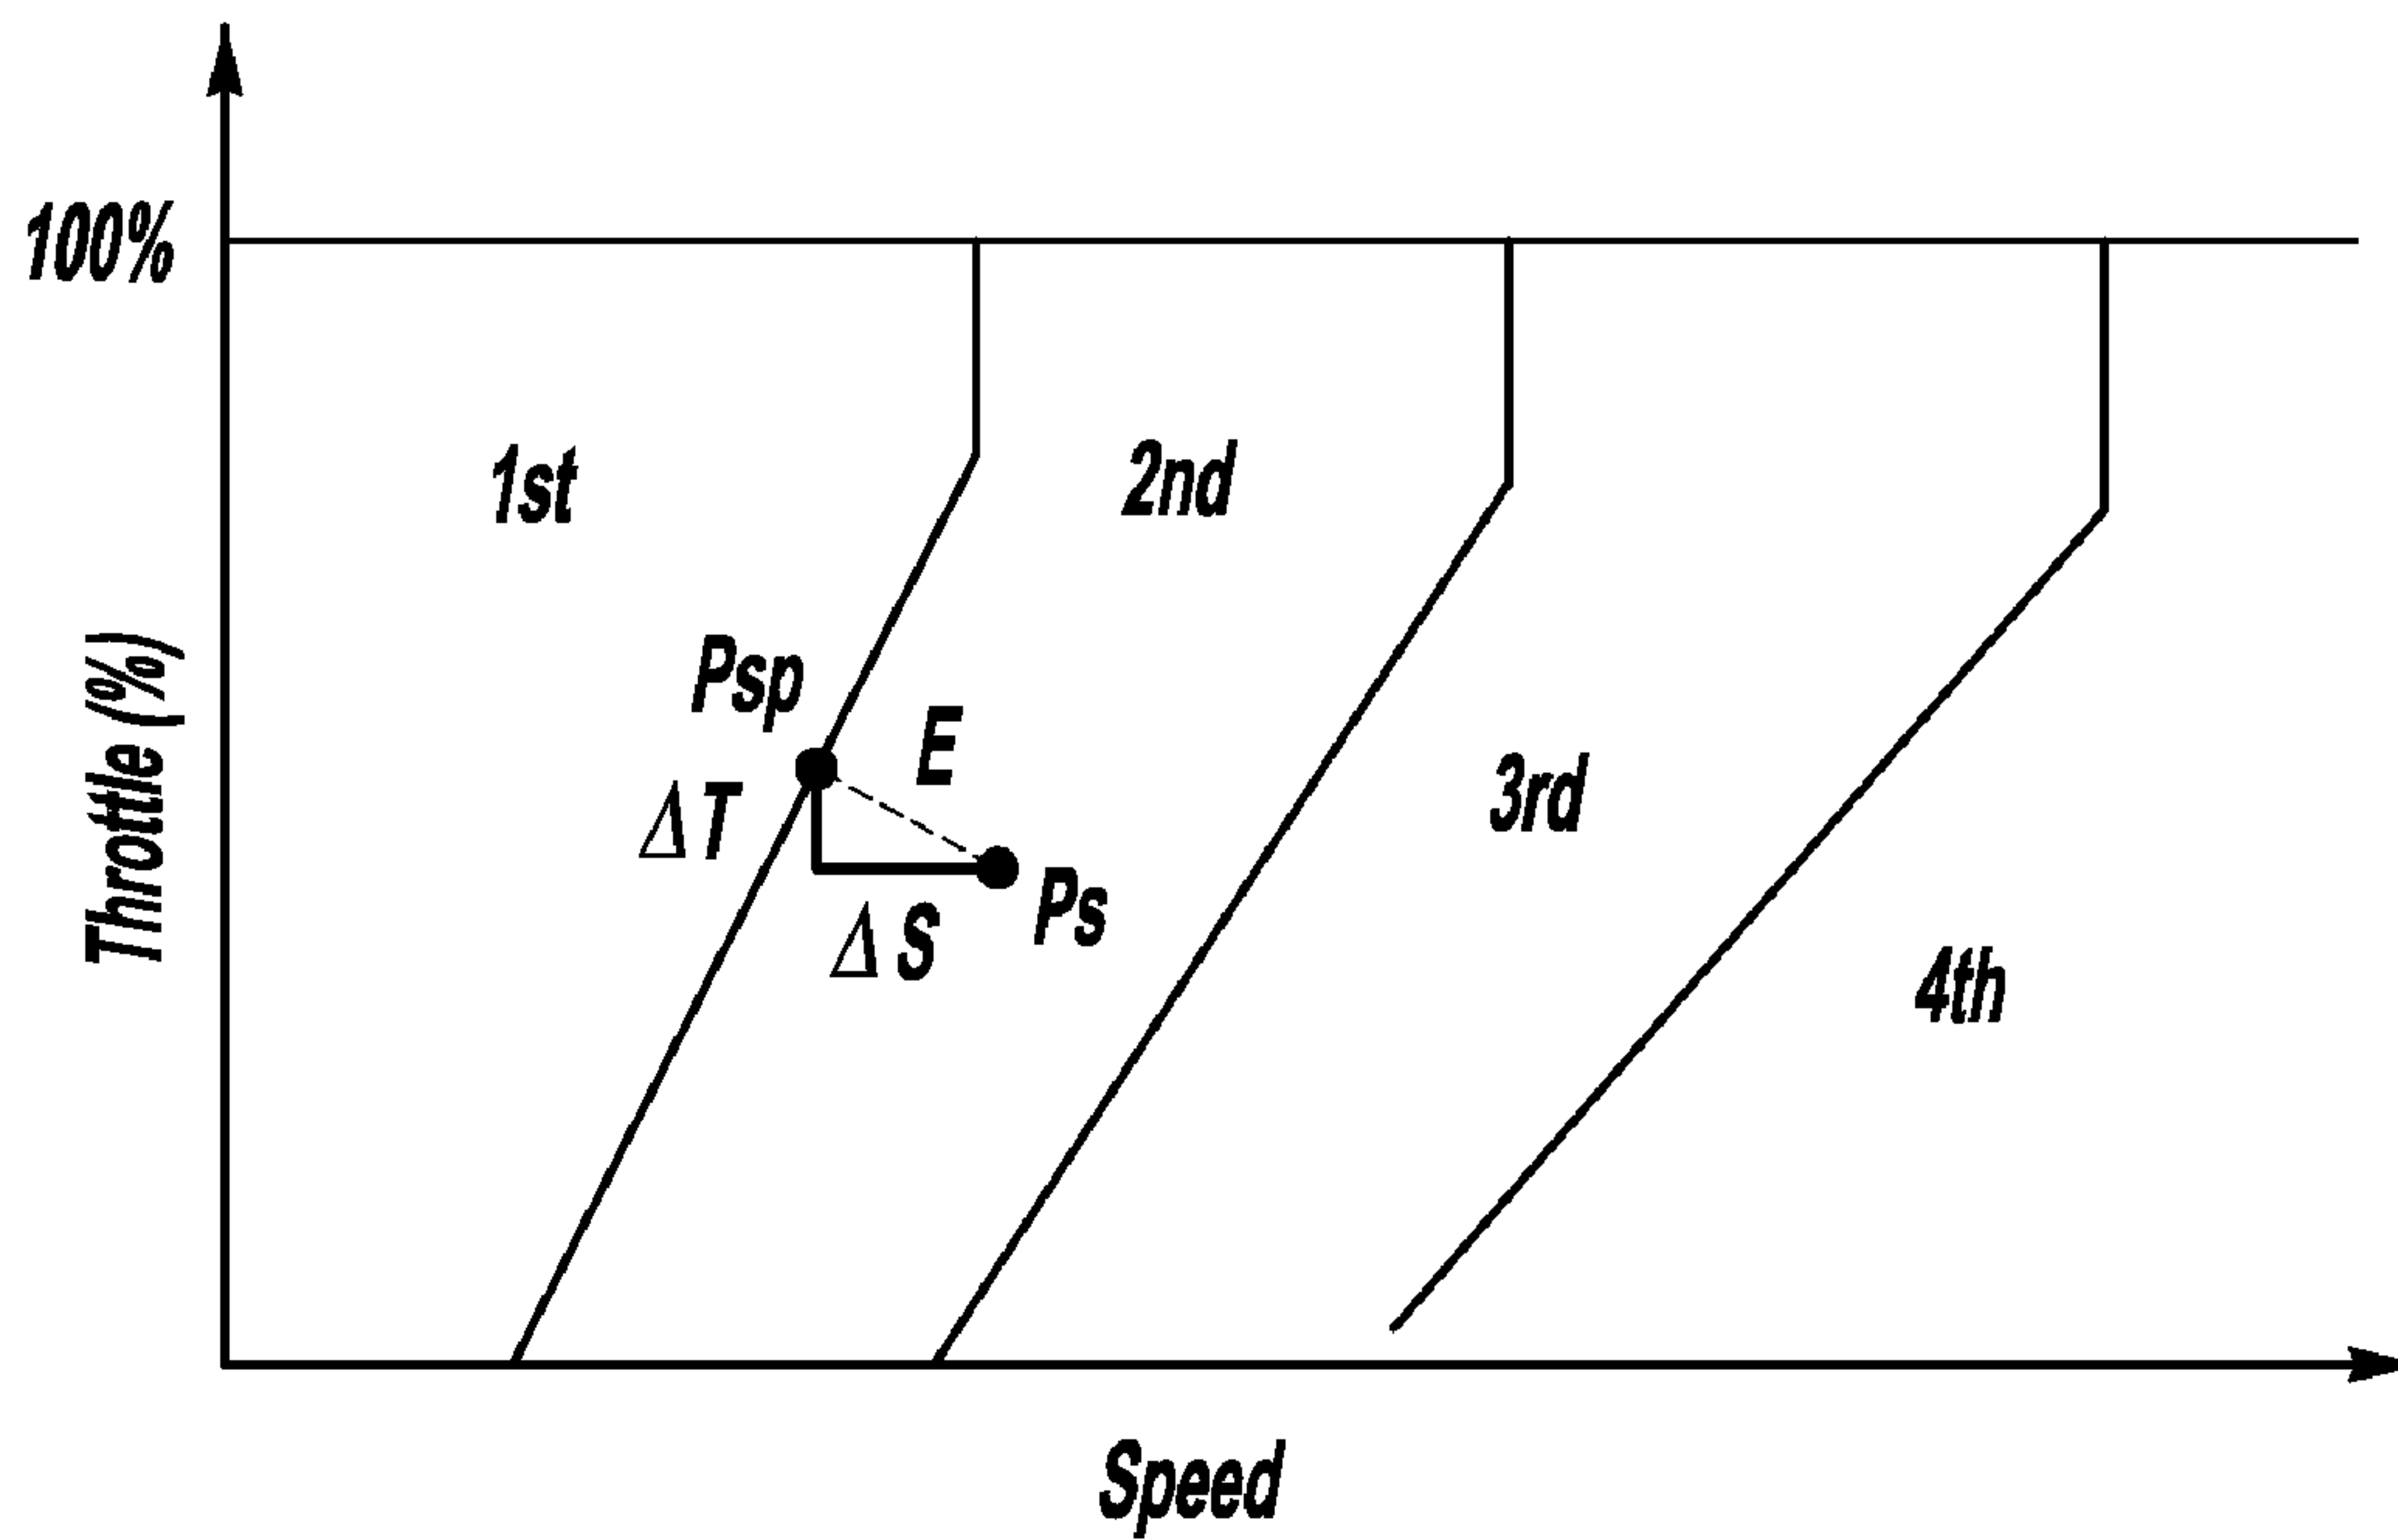 100%
1st
2nd
Psp
E
Throttle (%)
ΔT
3rd
Ps
ΔS
4th
Speed